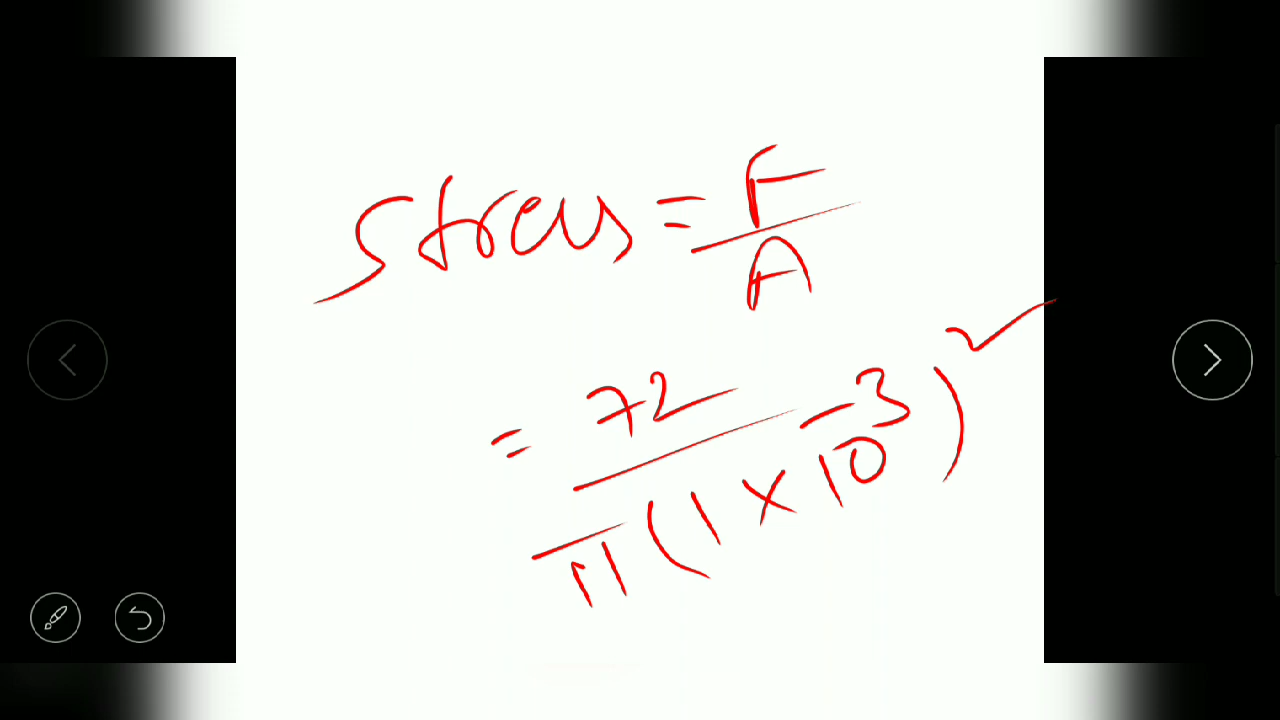 stress = F/A
= 72/π(1×10⁻³)²